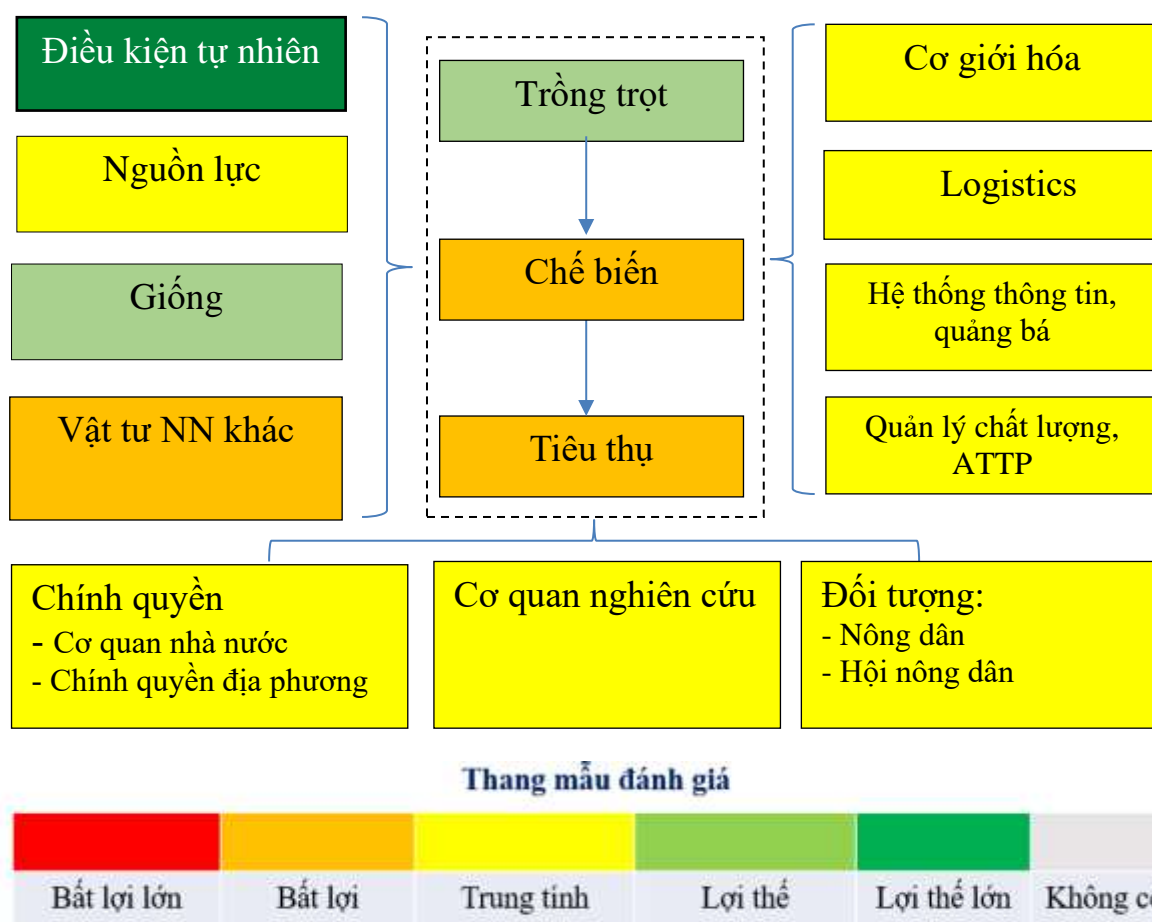 Điều kiện tự nhiên
Nguồn lực
Giống
Vật tư NN khác
Trồng trọt
Chế biến
Tiêu thụ
Cơ giới hóa
Logistics
Hệ thống thông tin,
quảng bá
Quản lý chất lượng,
ATTP
Chính quyền
- Cơ quan nhà nước
- Chính quyền địa phương
Cơ quan nghiên cứu
Đối tượng:
- Nông dân
- Hội nông dân
Thang mẫu đánh giá
Bất lợi lớn
Bất lợi
Trung tính
Lợi thế
Lợi thế lớn
Không